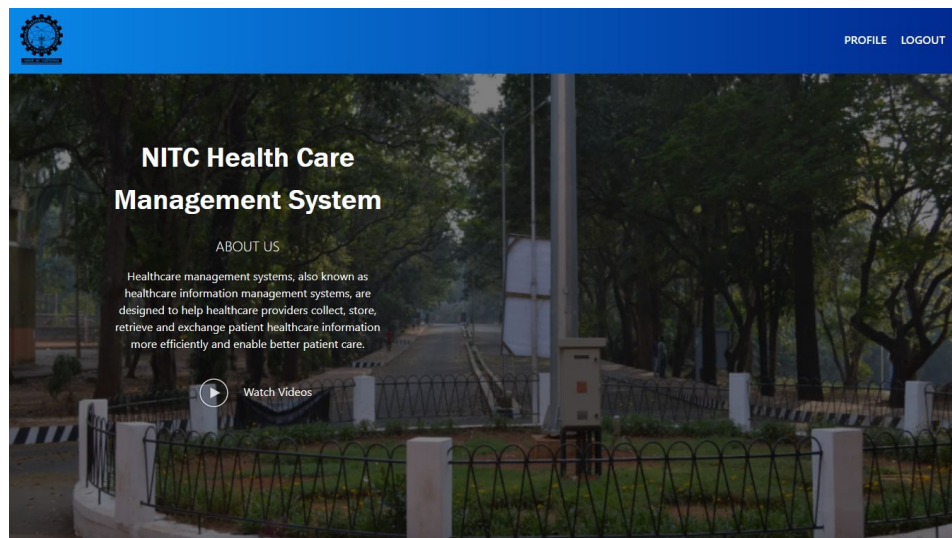 PROFILE LOGOUT
NITC Health Care
Management System
ABOUT US
Healthcare management systems, also known as
healthcare information management systems, are
designed to help healthcare providers collect, store,
retrieve and exchange patient healthcare information
more efficiently and enable better patient care.
Watch Videos